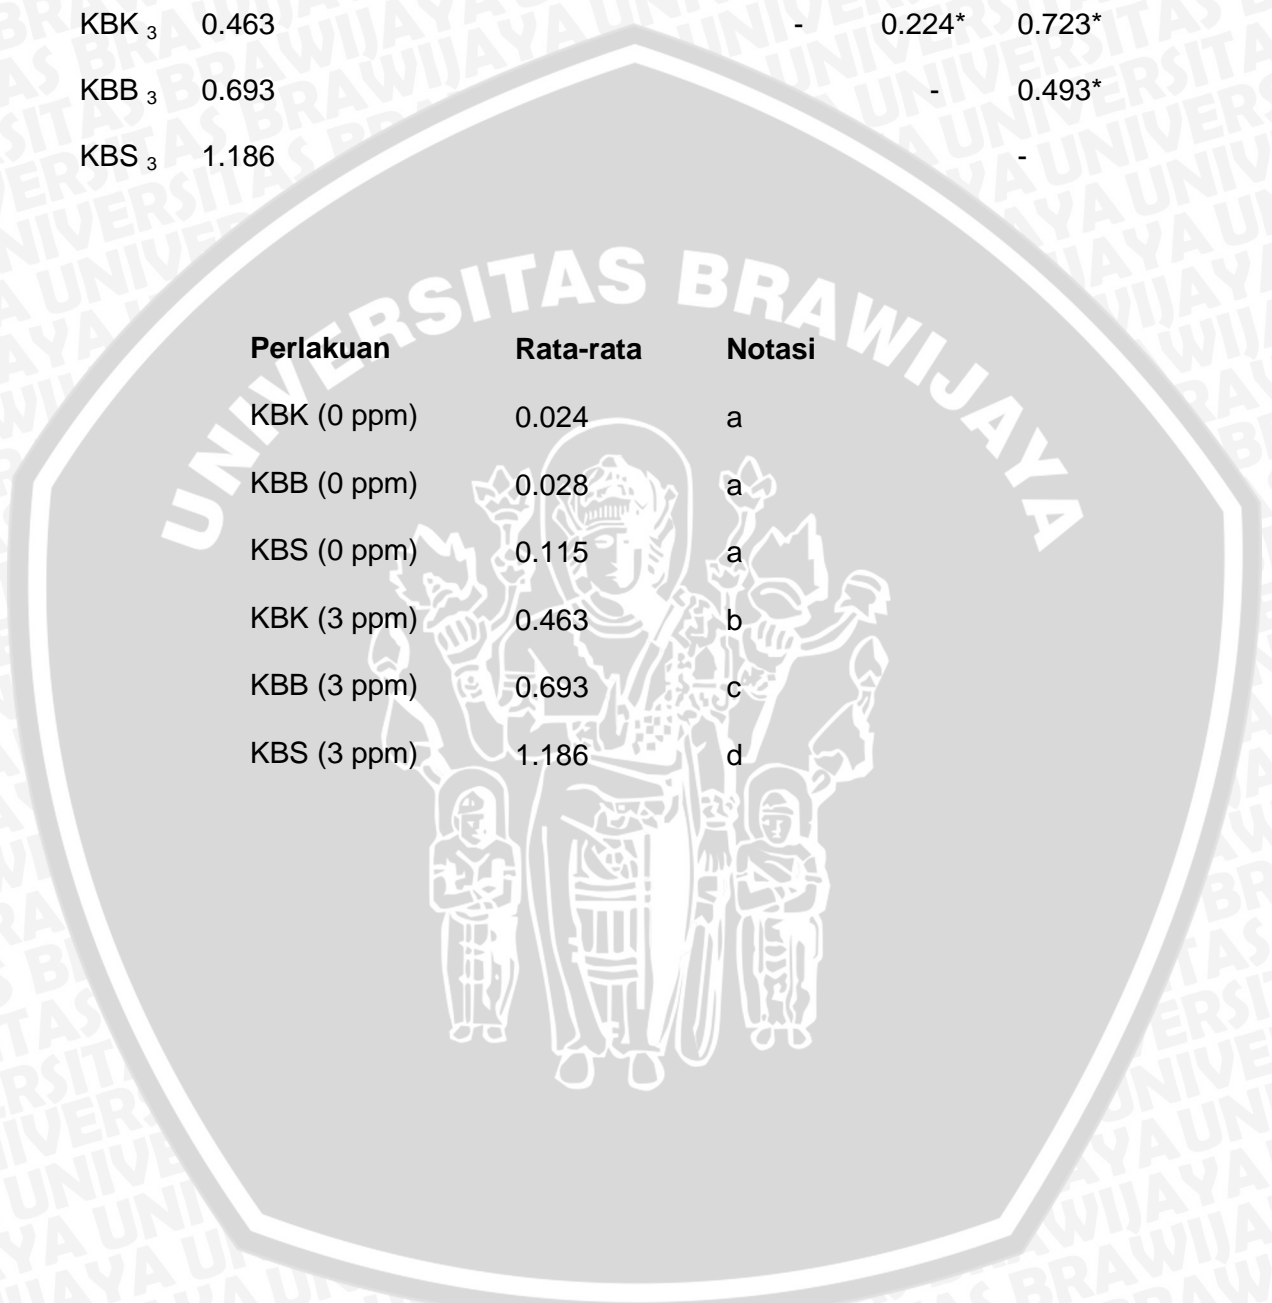 KBK 3 0.463 - 0.224* 0.723*
KBB 3 0.693 - 0.493*
KBS 3 1.186 -
UNIVERSITAS BRAWIJAYA
Perlakuan Rata-rata Notasi
KBK (0 ppm) 0.024 a
KBB (0 ppm) 0.028 a
KBS (0 ppm) 0.115 a
KBK (3 ppm) 0.463 b
KBB (3 ppm) 0.693 c
KBS (3 ppm) 1.186 d